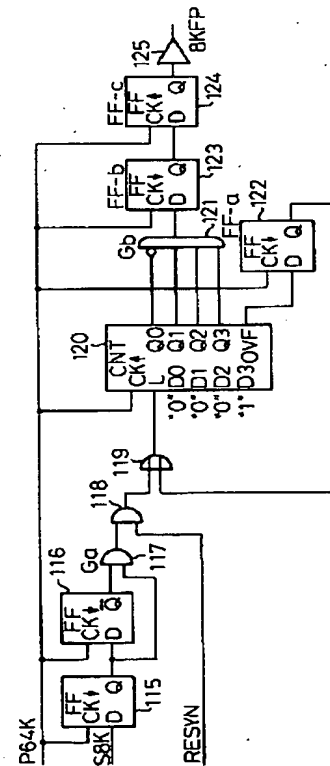 P64K
S8K
RESYN
FF
CK
D
Q
115
FF
CK
D
Q̄
116
Ga
117
118
119
120
CNT
CK
L
"0" D0
"0" D1
"0" D2
"1" D3
Q0
Q1
Q2
Q3
OVF
Gb
121
FF-a
FF
CK
D
Q
122
FF-b
FF
CK
D
Q
123
FF-c
FF
CK
D
Q
124
125
8KFP